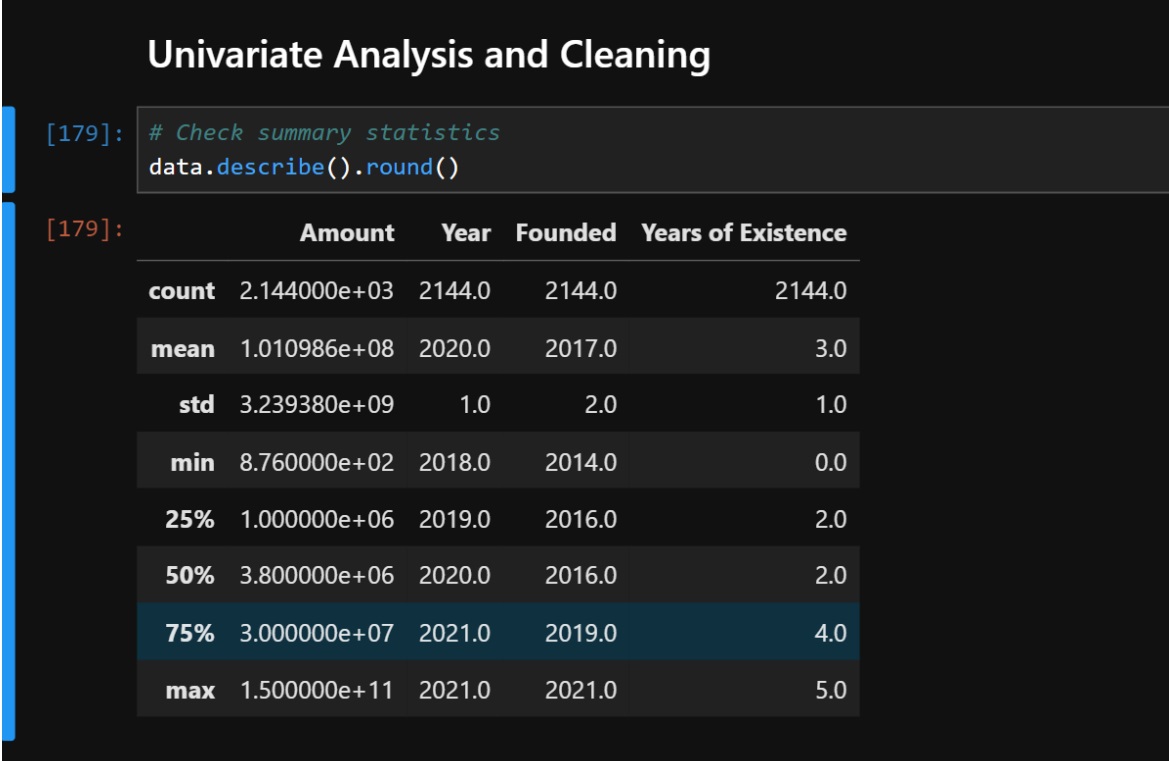 Univariate Analysis and Cleaning
[179]: # Check summary statistics
data.describe().round()
[179]: Amount Year Founded Years of Existence
count 2.144000e+03 2144.0 2144.0 2144.0
mean 1.010986e+08 2020.0 2017.0 3.0
std 3.239380e+09 1.0 2.0 1.0
min 8.760000e+02 2018.0 2014.0 0.0
25% 1.000000e+06 2019.0 2016.0 2.0
50% 3.800000e+06 2020.0 2016.0 2.0
75% 3.000000e+07 2021.0 2019.0 4.0
max 1.500000e+11 2021.0 2021.0 5.0